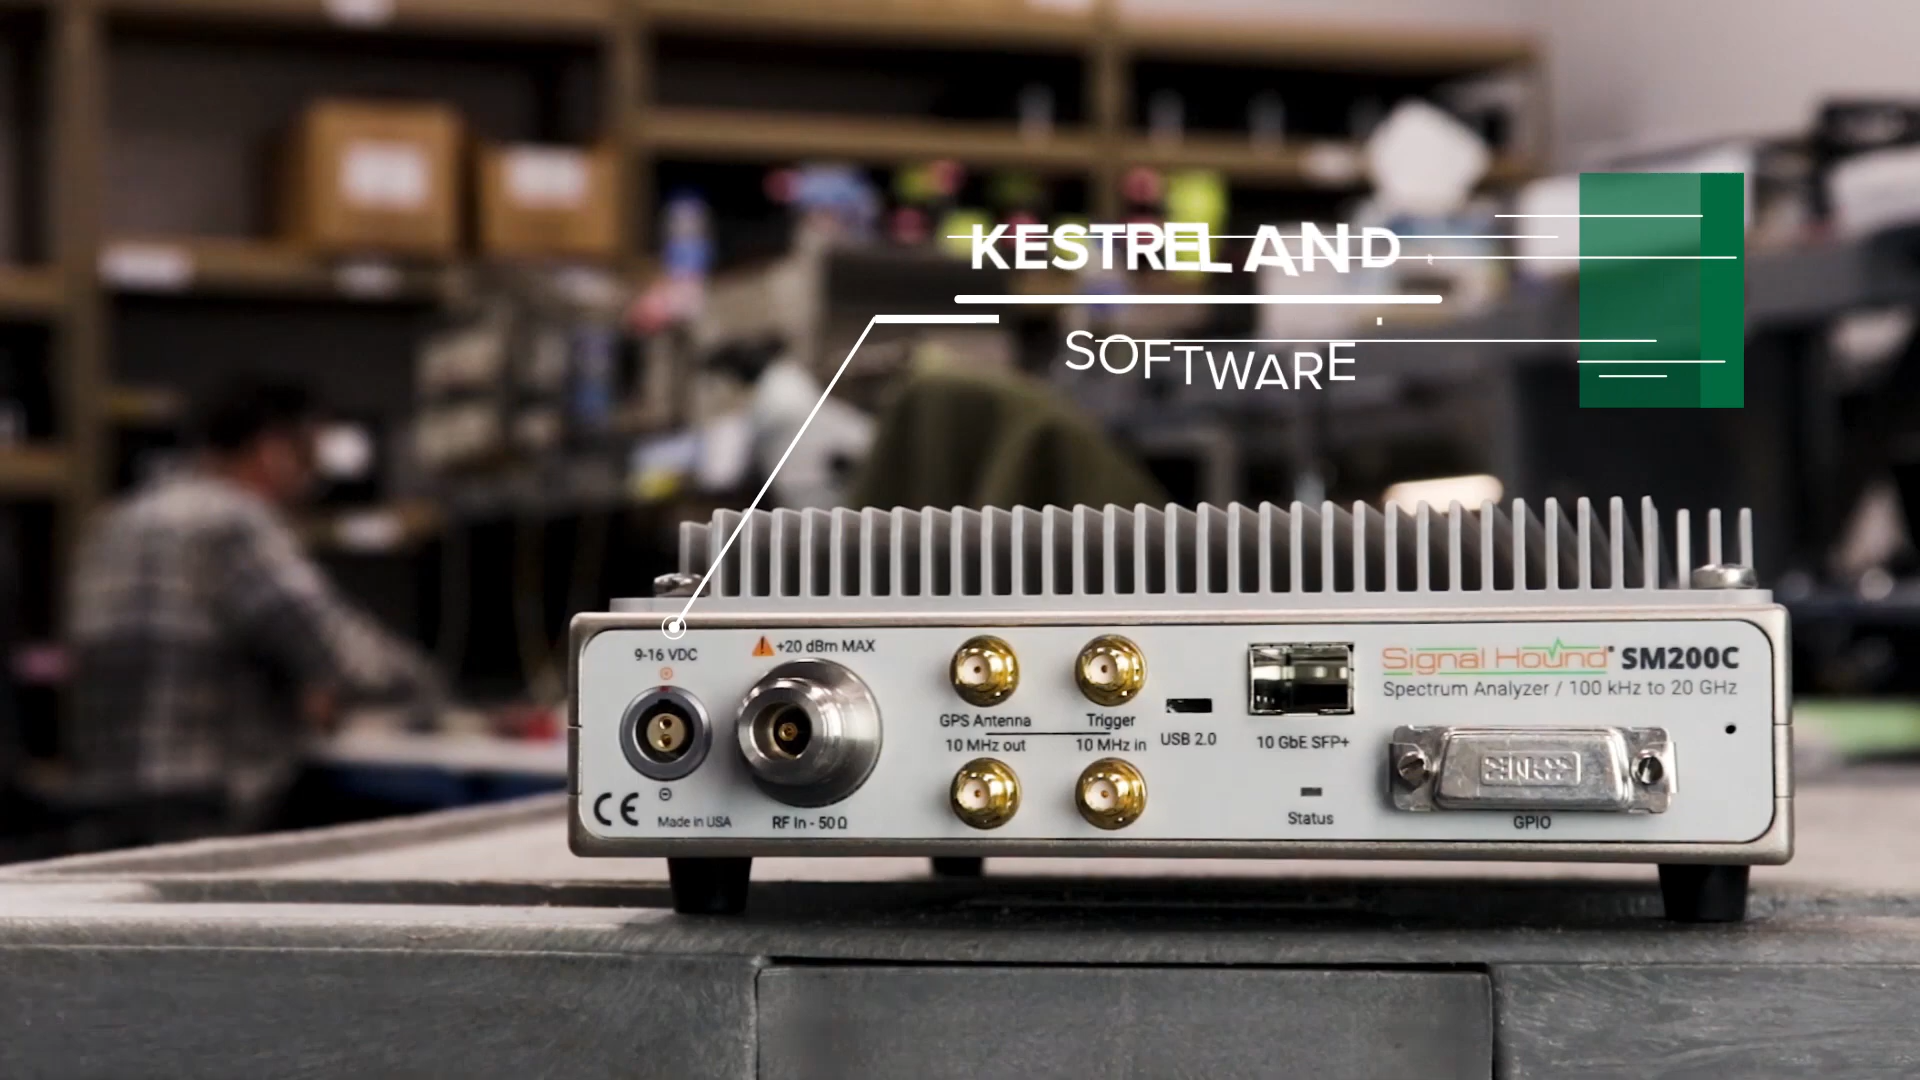 KESTREL AND
SOFTWARE
9-16 VDC
+20 dBm MAX
GPS Antenna
Trigger
10 MHz out
10 MHz in
USB 2.0
10 GbE SFP+
Signal Hound® SM200C
Spectrum Analyzer / 100 kHz to 20 GHz
CE
Made in USA
RF In - 50 Ω
Status
GPIO